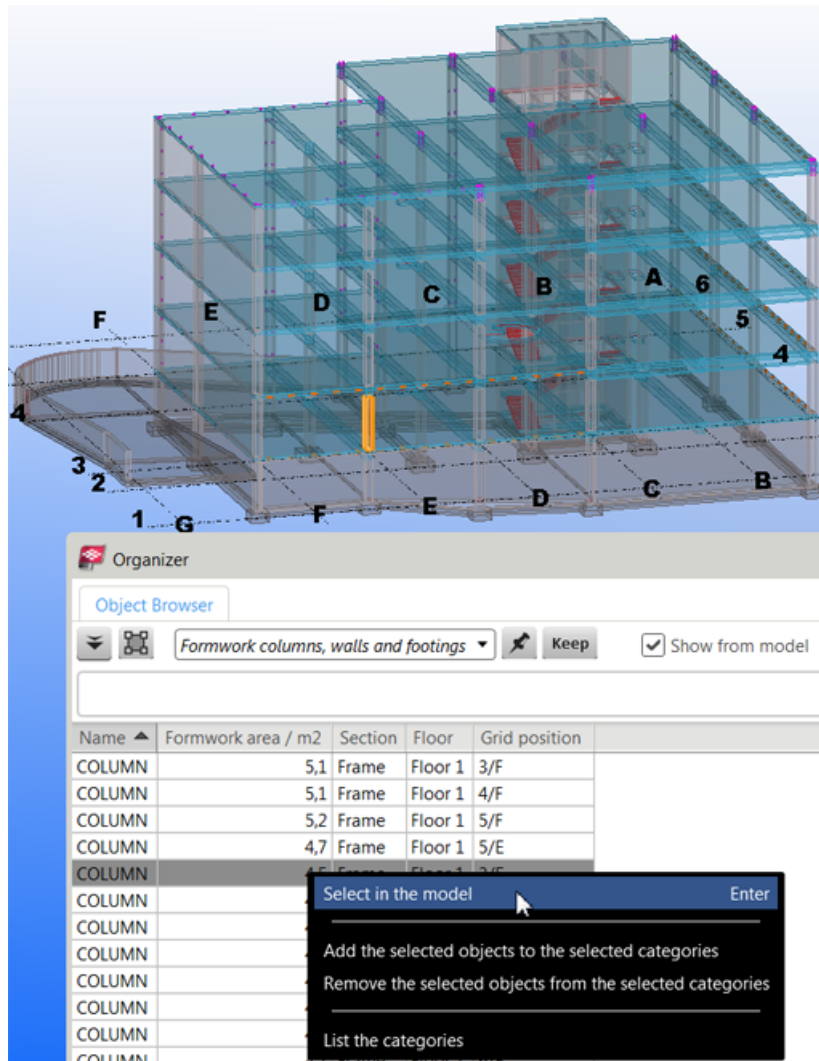 A
6
B
C
D
E
5
F
4
4
3
2
B
C
D
E
F
1
G
Organizer
Object Browser
Formwork columns, walls and footings Keep Show from model
Name Formwork area / m2 Section Floor Grid position
COLUMN 5,1 Frame Floor 1 3/F
COLUMN 5,1 Frame Floor 1 4/F
COLUMN 5,2 Frame Floor 1 5/F
COLUMN 4,7 Frame Floor 1 5/E
COLUMN
Select in the model Enter
COLUMN
COLUMN
Add the selected objects to the selected categories
COLUMN
Remove the selected objects from the selected categories
COLUMN
COLUMN
List the categories
COLUMN
COLUMN